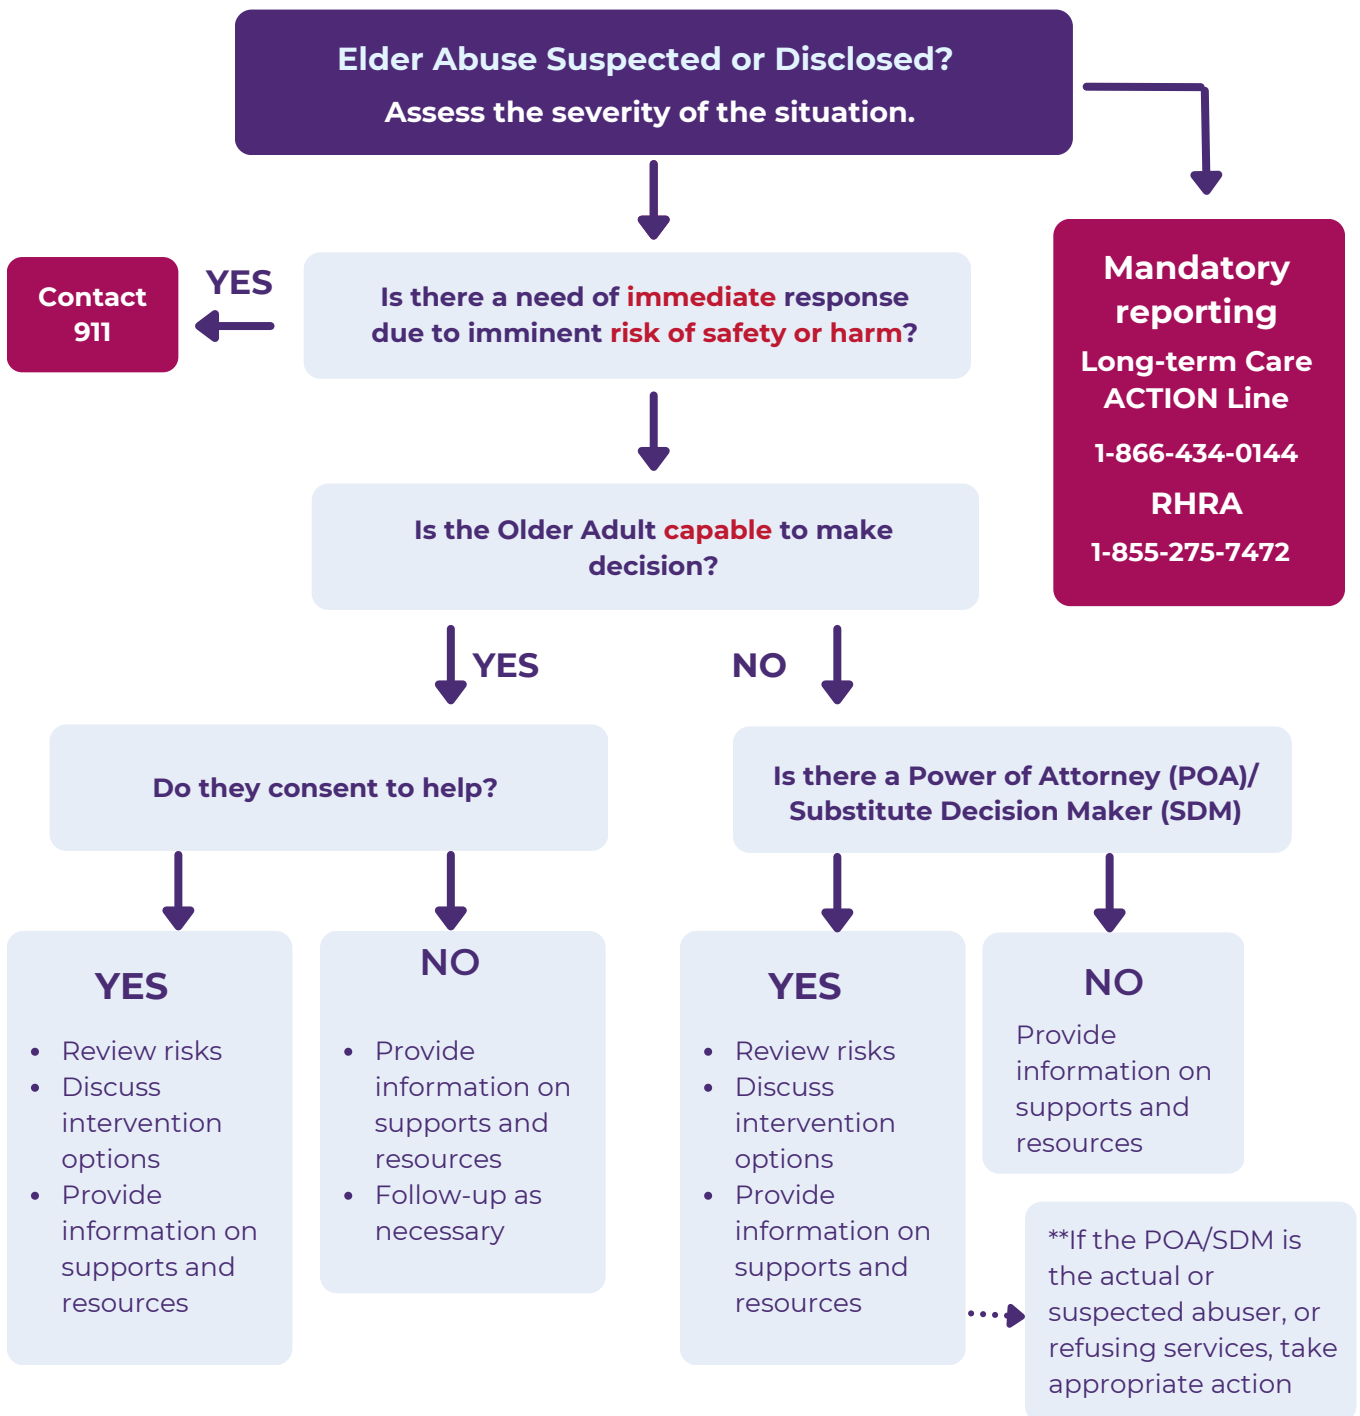 Elder Abuse Suspected or Disclosed?
Assess the severity of the situation.
Contact
911
YES
Is there a need of immediate response
due to imminent risk of safety or harm?
Mandatory
reporting
Long-term Care
ACTION Line
1-866-434-0144
RHRA
1-855-275-7472
Is the Older Adult capable to make
decision?
YES
NO
Do they consent to help?
Is there a Power of Attorney (POA)/
Substitute Decision Maker (SDM)
YES
• Review risks
• Discuss
intervention
options
• Provide
information on
supports and
resources
NO
• Provide
information on
supports and
resources
• Follow-up as
necessary
YES
• Review risks
• Discuss
intervention
options
• Provide
information on
supports and
resources
NO
Provide
information on
supports and
resources
**If the POA/SDM is
the actual or
suspected abuser, or
refusing services, take
appropriate action